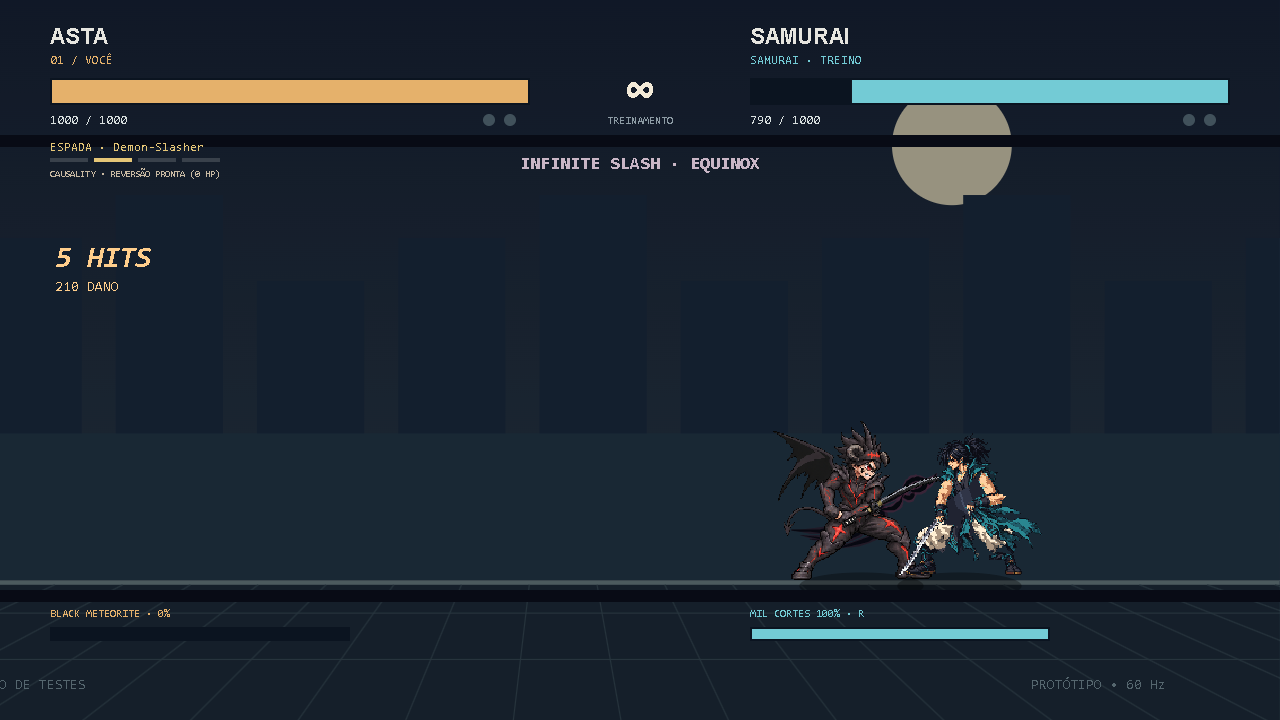 ASTA
01 / VOCÊ
1000 / 1000
∞
TREINAMENTO
SAMURAI
SAMURAI · TREINO
790 / 1000
ESPADA · Demon-Slasher
CAUSALITY · REVERSÃO PRONTA (0 HP)
INFINITE SLASH · EQUINOX
5 HITS
210 DANO
BLACK METEORITE · 0%
MIL CORTES 100% · R
O DE TESTES
PROTÓTIPO • 60 Hz